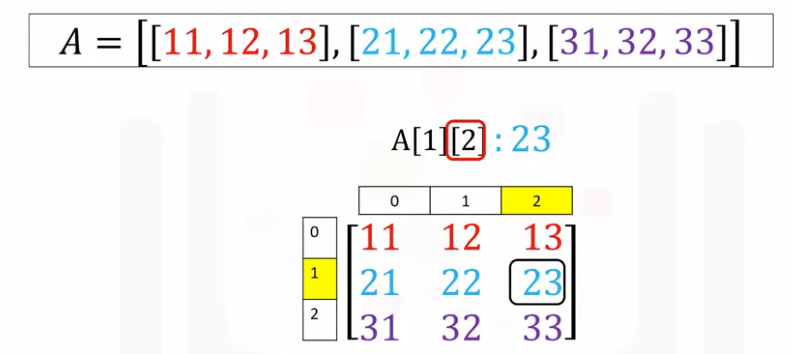 A = [[11, 12, 13], [21, 22, 23], [31, 32, 33]]
A[1][2] : 23
0 1 2
0 11 12 13
1 21 22 23
2 31 32 33